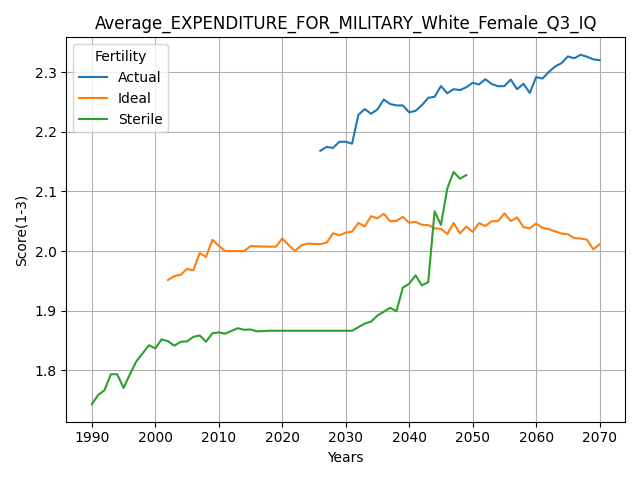 Average_EXPENDITURE_FOR_MILITARY_White_Female_Q3_IQ
Fertility
Actual
Ideal
Sterile
Score(1-3)
2.3
2.2
2.1
2.0
1.9
1.8
1990 2000 2010 2020 2030 2040 2050 2060 2070
Years